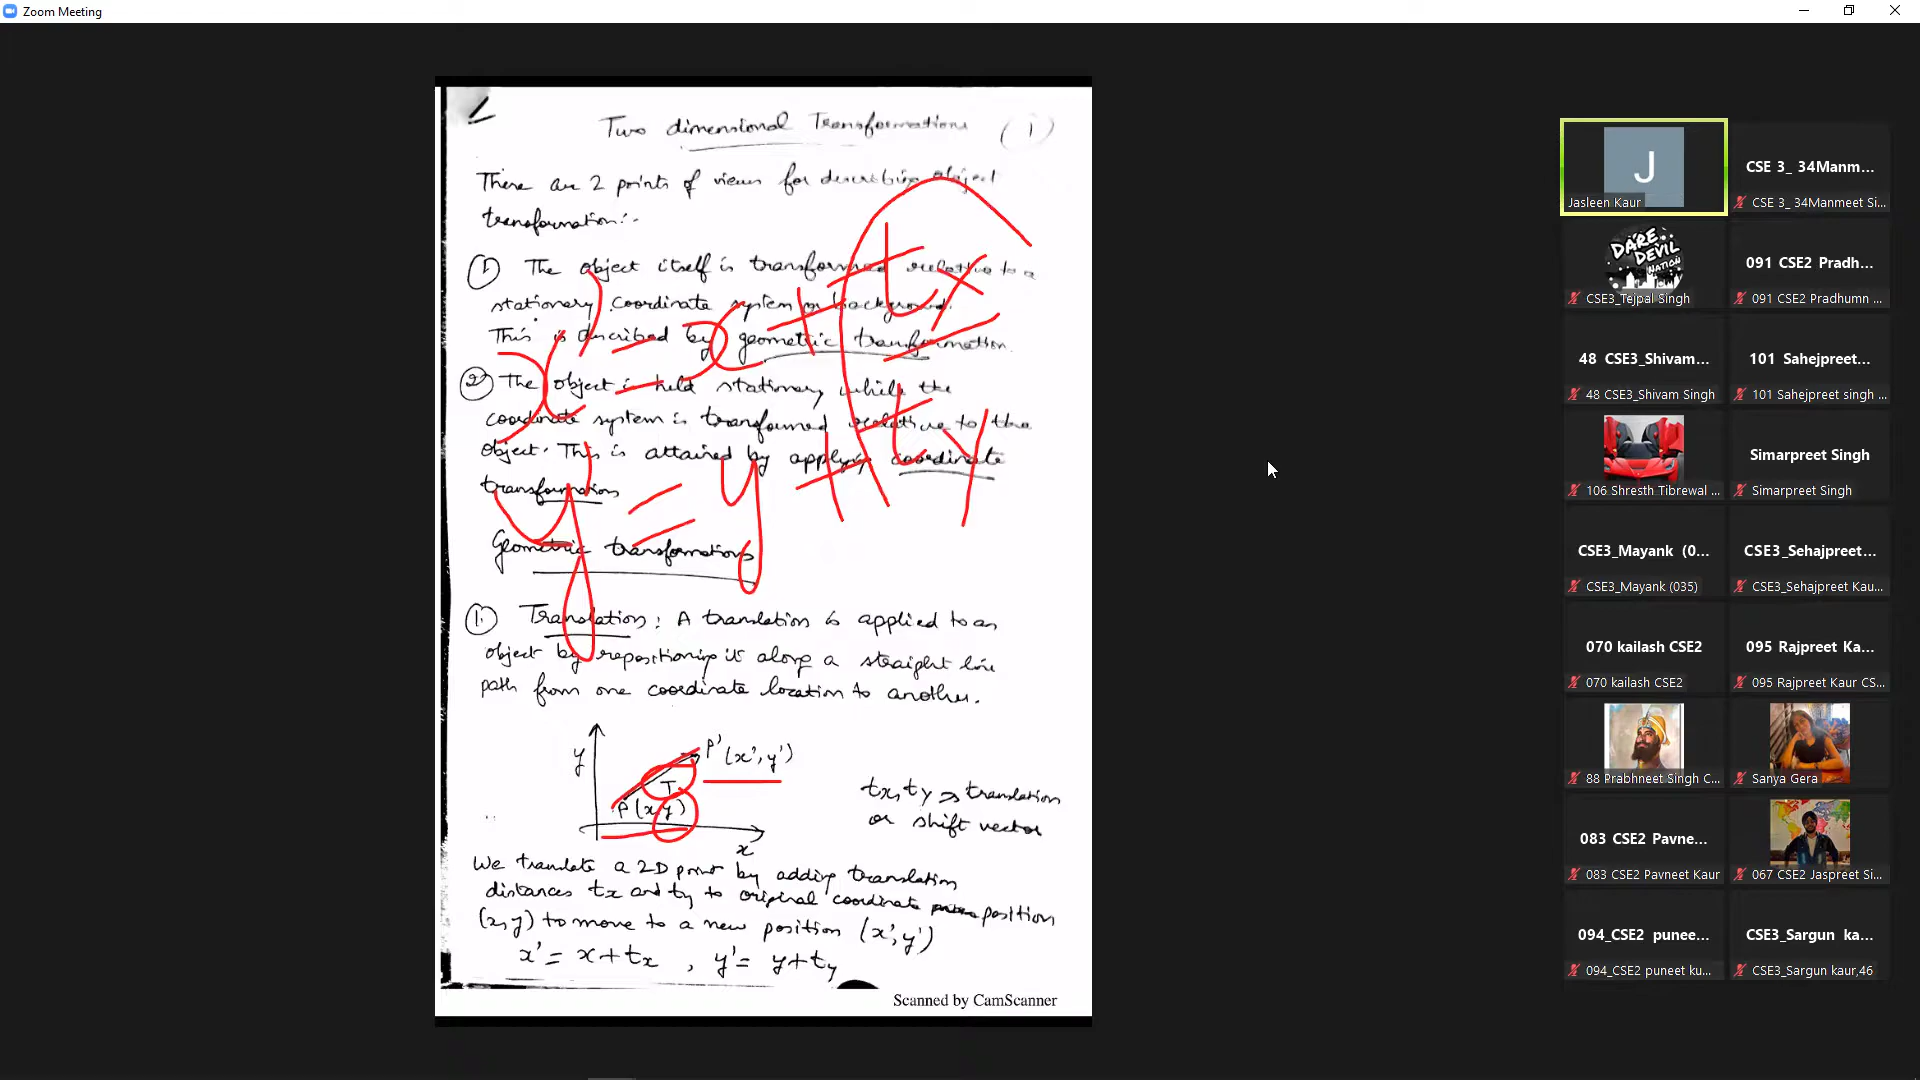 Zoom Meeting
Two dimensional Transformations (1)
There are 2 points of views for describing object
transformation:-
① The object itself is transformed relative to a
stationary coordinate system or background.
This is described by geometric transformation.
② The object is held stationary while the
coordinate system is transformed relative to the
object. This is attained by applying coordinate
transformations
Geometric transformations
x' = x + tx
y' = y + ty
①. Translation: A translation is applied to an
object by repositioning it along a straight line
path from one coordinate location to another.
y
P'(x', y')
T
P(x y)
x
tx, ty => translation
or shift vector
We translate a 2D point by adding translation
distances tx and ty to original coordinate position
(x,y) to move to a new position (x', y')
x' = x + tx , y' = y + ty
Scanned by CamScanner
J
Jasleen Kaur
CSE 3_ 34Manm...
CSE 3_ 34Manmeet Si...
DARE DEVIL NATION
CSE3_Tejpal Singh
091 CSE2 Pradh...
091 CSE2 Pradhumn ...
48 CSE3_Shivam...
48 CSE3_Shivam Singh
101 Sahejpreet...
101 Sahejpreet singh ...
106 Shresth Tibrewal ...
Simarpreet Singh
Simarpreet Singh
CSE3_Mayank (0...
CSE3_Mayank (035)
CSE3_Sehajpreet...
CSE3_Sehajpreet Kau...
070 kailash CSE2
070 kailash CSE2
095 Rajpreet Ka...
095 Rajpreet Kaur CS...
88 Prabhneet Singh C...
Sanya Gera
083 CSE2 Pavne...
083 CSE2 Pavneet Kaur
067 CSE2 Jaspreet Si...
094_CSE2 punee...
094_CSE2 puneet ku...
CSE3_Sargun ka...
CSE3_Sargun kaur,46